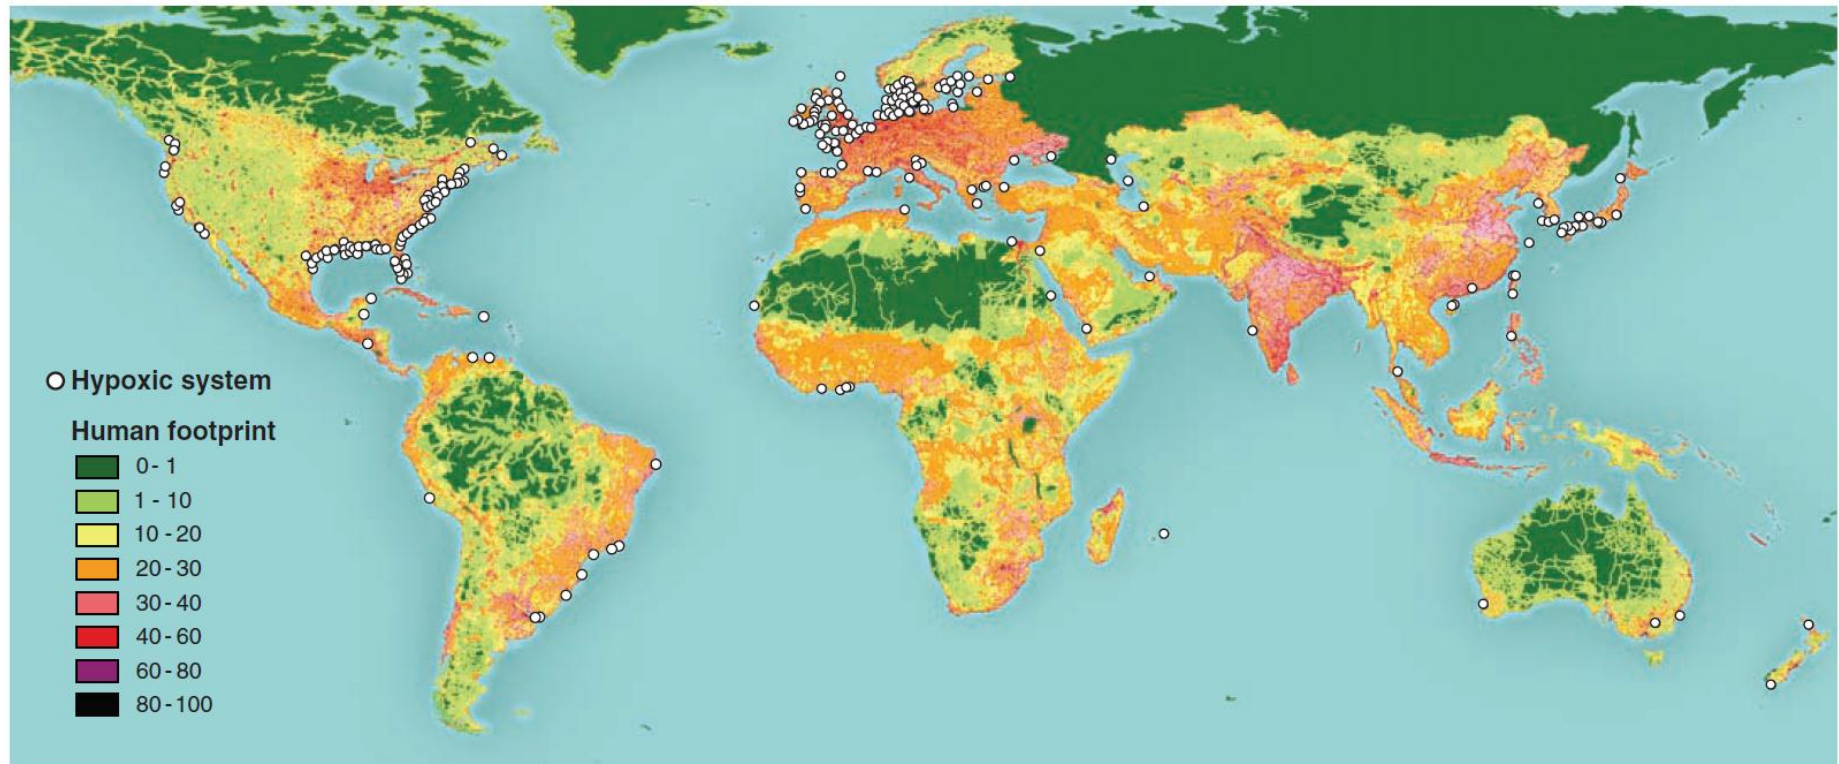 Hypoxic system
Human footprint
0 - 1
1 - 10
10 - 20
20 - 30
30 - 40
40 - 60
60 - 80
80 - 100